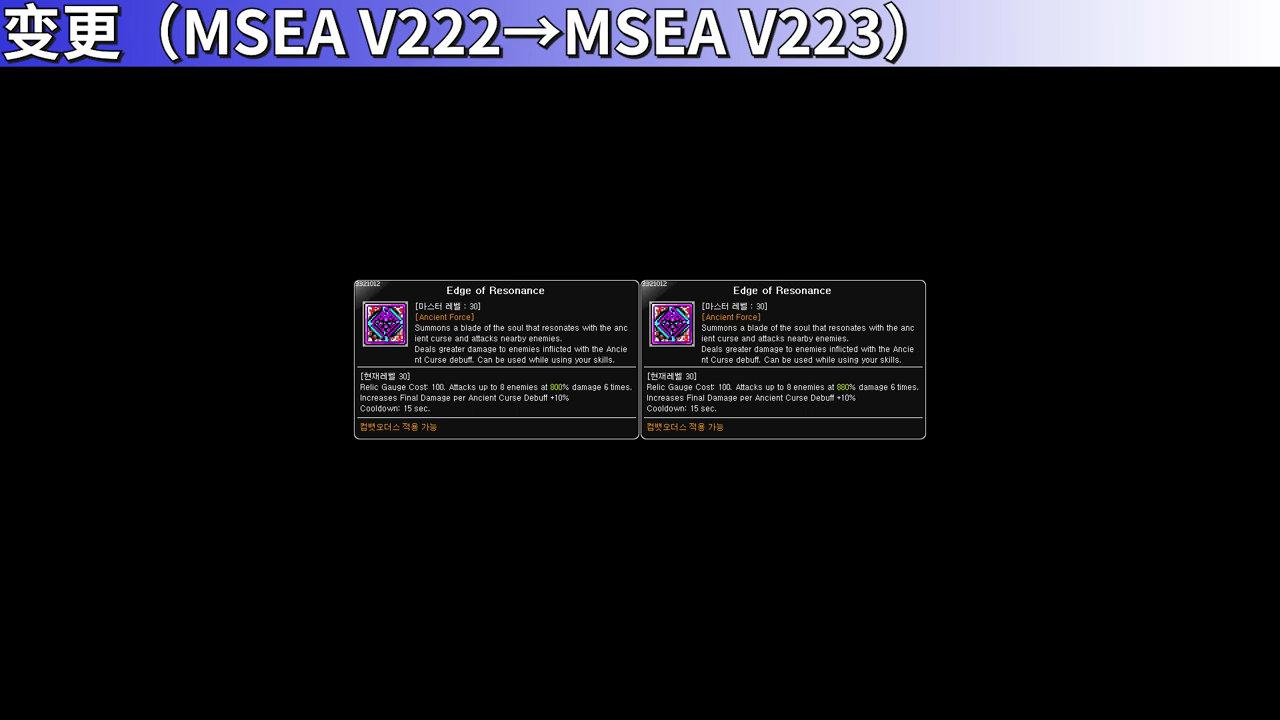 变更（MSEA V222→MSEA V223）
3321012
Edge of Resonance
[마스터 레벨 : 30]
[Ancient Force]
Summons a blade of the soul that resonates with the anc
ient curse and attacks nearby enemies.
Deals greater damage to enemies inflicted with the Ancie
nt Curse debuff. Can be used while using your skills.
[현재레벨 30]
Relic Gauge Cost: 100. Attacks up to 8 enemies at 800% damage 6 times.
Increases Final Damage per Ancient Curse Debuff +10%
Cooldown: 15 sec.
컴뱃오더스 적용 가능
3321012
Edge of Resonance
[마스터 레벨 : 30]
[Ancient Force]
Summons a blade of the soul that resonates with the anc
ient curse and attacks nearby enemies.
Deals greater damage to enemies inflicted with the Ancie
nt Curse debuff. Can be used while using your skills.
[현재레벨 30]
Relic Gauge Cost: 100. Attacks up to 8 enemies at 880% damage 6 times.
Increases Final Damage per Ancient Curse Debuff +10%
Cooldown: 15 sec.
컴뱃오더스 적용 가능